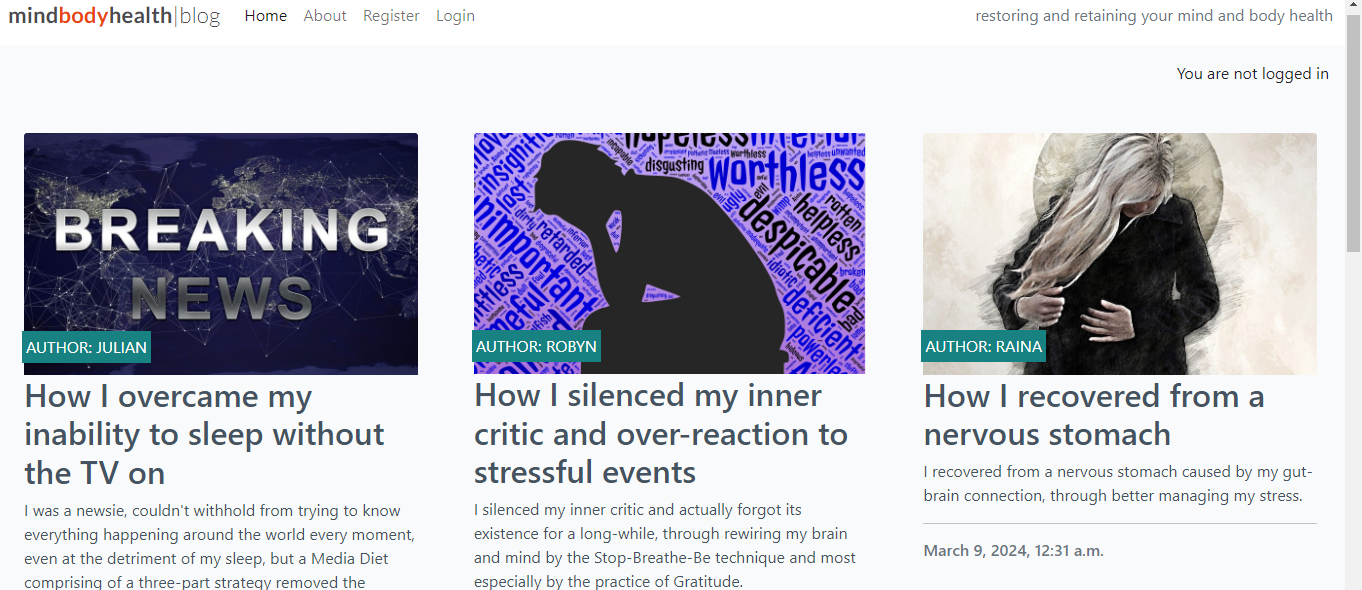 mindbodyhealth|blog Home About Register Login restoring and retaining your mind and body health
You are not logged in
BREAKING
NEWS
AUTHOR: JULIAN
How I overcame my
inability to sleep without
the TV on
I was a newsie, couldn't withhold from trying to know
everything happening around the world every moment,
even at the detriment of my sleep, but a Media Diet
comprising of a three-part strategy removed the
hopeless
inferior
worthless
disgusting
worthless
incapable
insignificant
lost
dirty
retarded
inferior
unimportant
evil
ugly
despicable
helpless
rotten
broken
idiotic
deficient
bad
AUTHOR: ROBYN
How I silenced my inner
critic and over-reaction to
stressful events
I silenced my inner critic and actually forgot its
existence for a long-while, through rewiring my brain
and mind by the Stop-Breathe-Be technique and most
especially by the practice of Gratitude.
AUTHOR: RAINA
How I recovered from a
nervous stomach
I recovered from a nervous stomach caused by my gut-
brain connection, through better managing my stress.
March 9, 2024, 12:31 a.m.